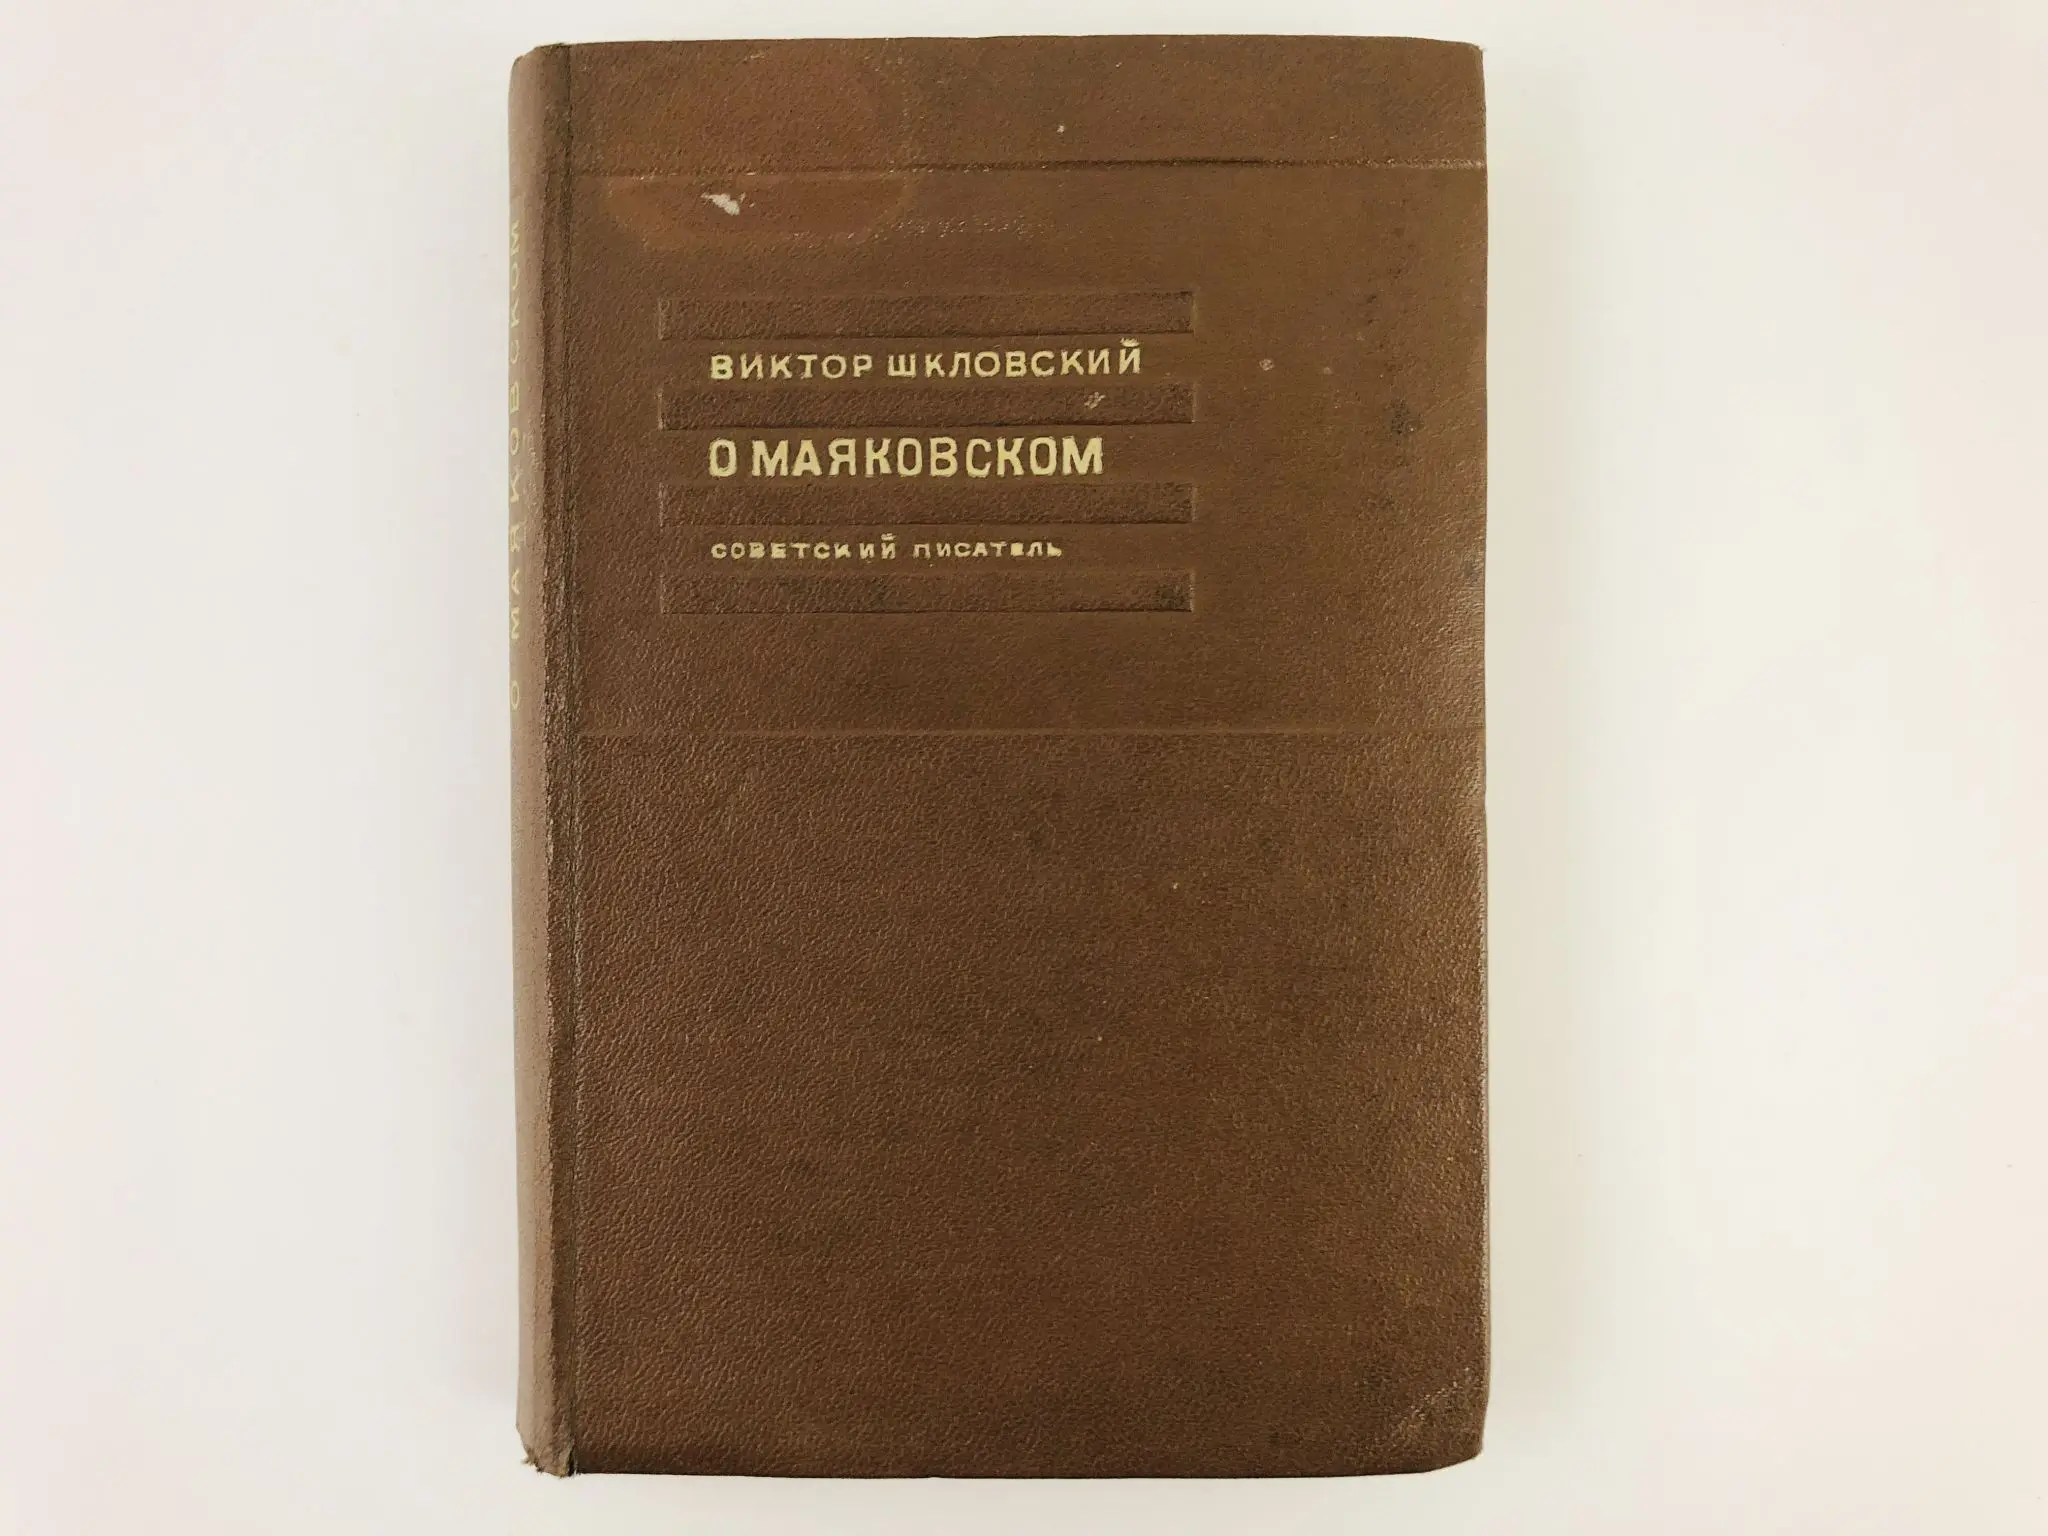 О МАЯКОВСКОМ
ВИКТОР ШКЛОВСКИЙ
О МАЯКОВСКОМ
СОВЕТСКИЙ ПИСАТЕЛЬ